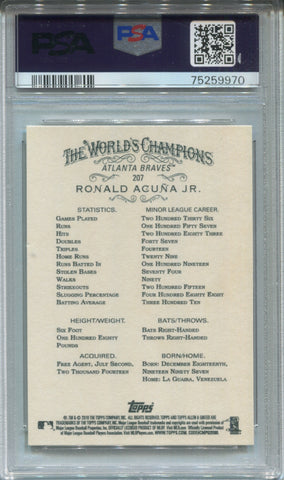 PSA
PSA
75259970
THE WORLD'S CHAMPIONS
ATLANTA BRAVES
207
RONALD ACUÑA JR.
STATISTICS. MINOR LEAGUE CAREER.
GAMES PLAYED TWO HUNDRED THIRTY SIX
RUNS ONE HUNDRED FIFTY SEVEN
HITS TWO HUNDRED EIGHTY THREE
DOUBLES FORTY SEVEN
TRIPLES FOURTEEN
HOME RUNS TWENTY NINE
RUNS BATTED IN ONE HUNDRED NINETEEN
STOLEN BASES SEVENTY FOUR
WALKS NINETY
STRIKEOUTS TWO HUNDRED FIFTEEN
SLUGGING PERCENTAGE FOUR HUNDRED EIGHTY EIGHT
BATTING AVERAGE THREE HUNDRED TEN
HEIGHT/WEIGHT. BATS/THROWS.
SIX FOOT BATS RIGHT-HANDED
ONE HUNDRED EIGHTY THROWS RIGHT-HANDED
POUNDS
ACQUIRED. BORN/HOME.
FREE AGENT, JULY SECOND, BORN: DECEMBER EIGHTEENTH,
TWO THOUSAND FOURTEEN NINETEEN NINETY SEVEN
HOME: LA GUAIRA, VENEZUELA
Topps